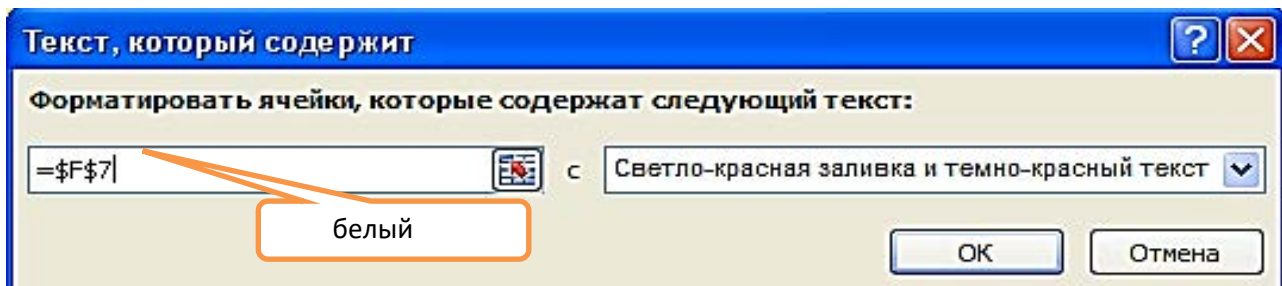 Текст, который содержит
Форматировать ячейки, которые содержат следующий текст:
=$F$7 с Светло-красная заливка и темно-красный текст
белый
ОК Отмена